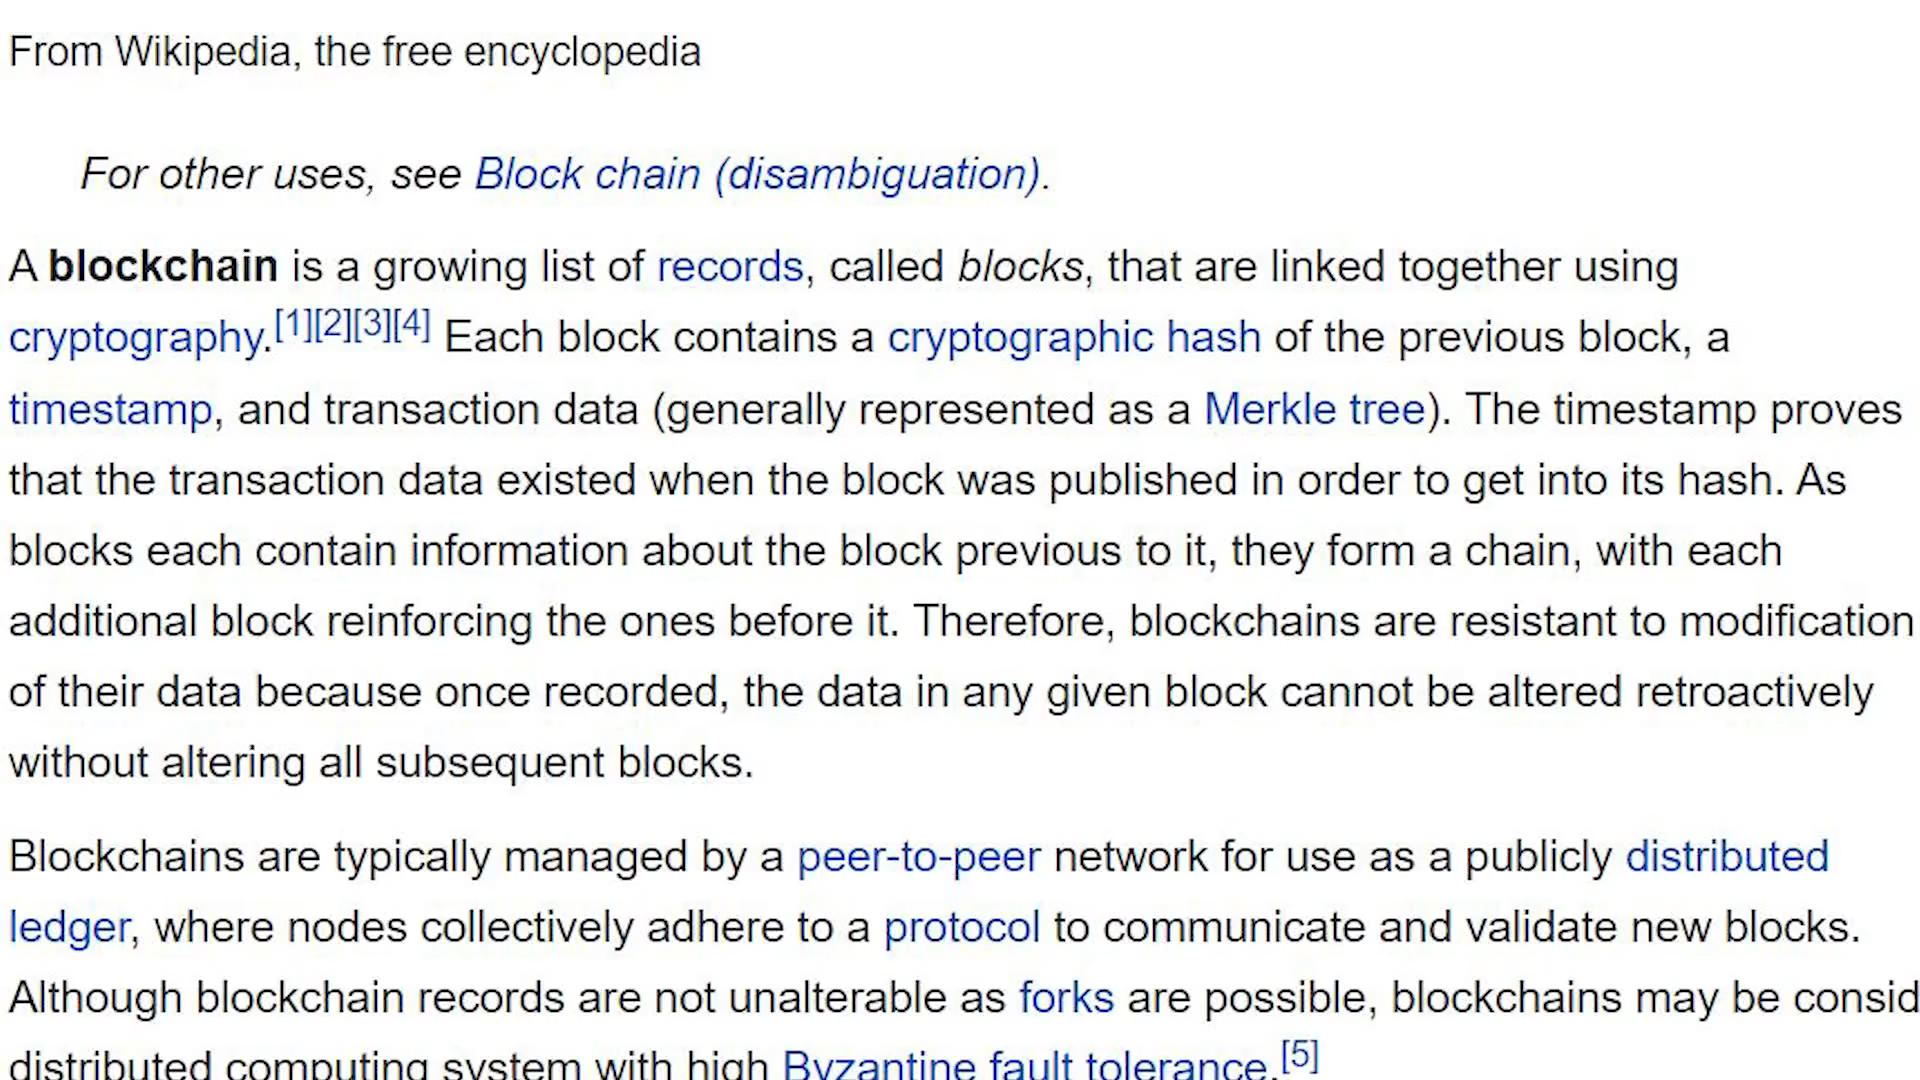 From Wikipedia, the free encyclopedia
For other uses, see Block chain (disambiguation).
A blockchain is a growing list of records, called blocks, that are linked together using
cryptography.[1][2][3][4] Each block contains a cryptographic hash of the previous block, a
timestamp, and transaction data (generally represented as a Merkle tree). The timestamp proves
that the transaction data existed when the block was published in order to get into its hash. As
blocks each contain information about the block previous to it, they form a chain, with each
additional block reinforcing the ones before it. Therefore, blockchains are resistant to modification
of their data because once recorded, the data in any given block cannot be altered retroactively
without altering all subsequent blocks.
Blockchains are typically managed by a peer-to-peer network for use as a publicly distributed
ledger, where nodes collectively adhere to a protocol to communicate and validate new blocks.
Although blockchain records are not unalterable as forks are possible, blockchains may be consid
distributed computing system with high Byzantine fault tolerance.[5]